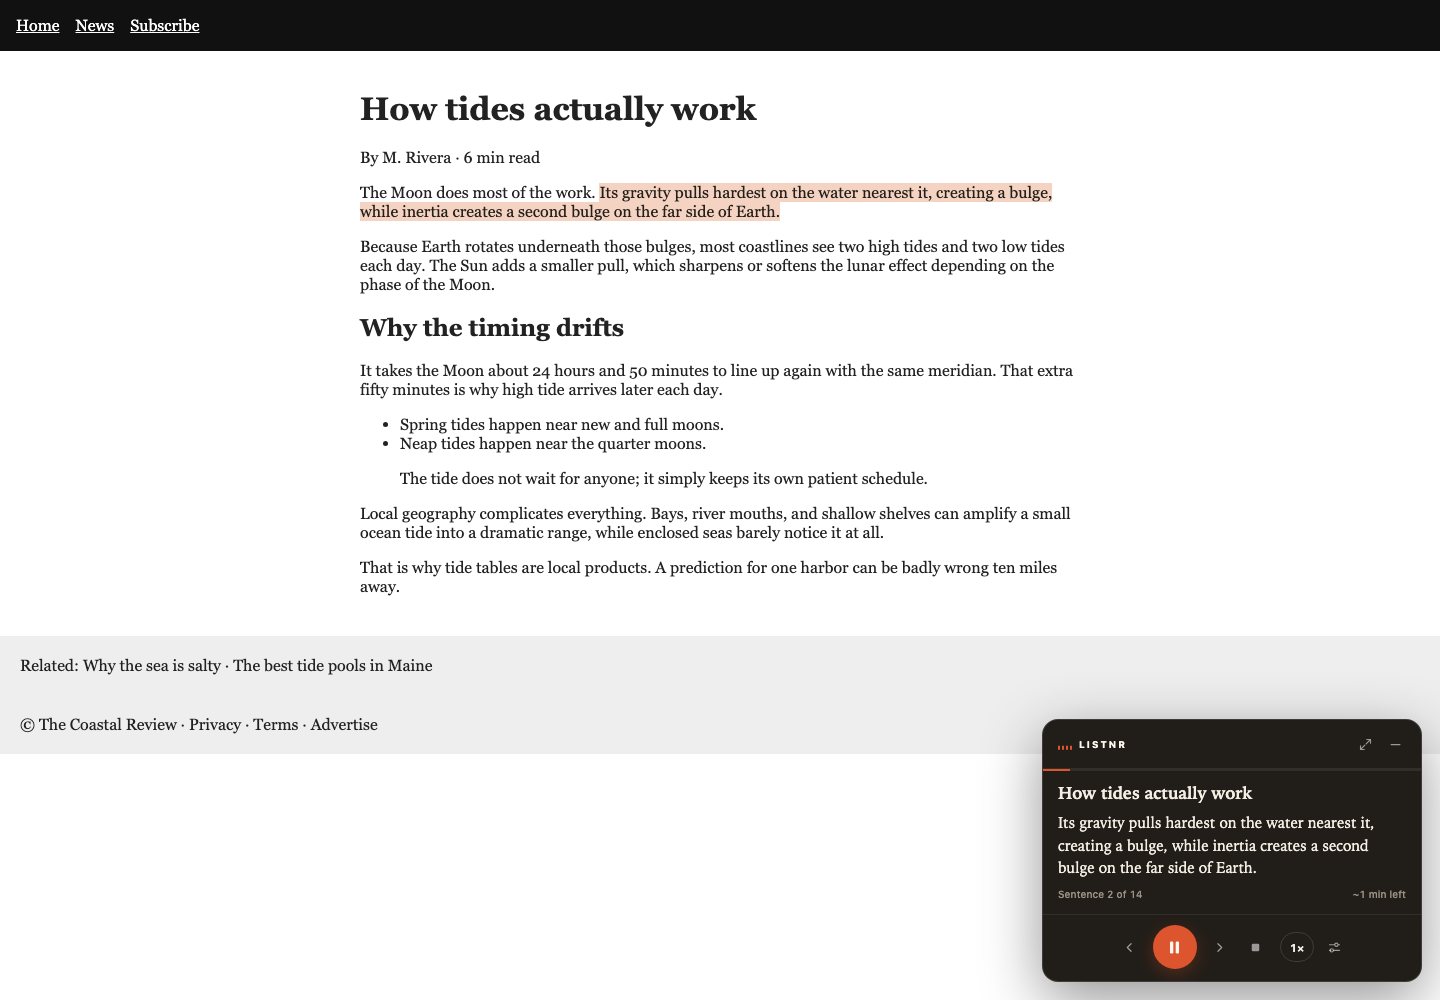 Home News Subscribe
How tides actually work
By M. Rivera · 6 min read
The Moon does most of the work. Its gravity pulls hardest on the water nearest it, creating a bulge,
while inertia creates a second bulge on the far side of Earth.
Because Earth rotates underneath those bulges, most coastlines see two high tides and two low tides
each day. The Sun adds a smaller pull, which sharpens or softens the lunar effect depending on the
phase of the Moon.
Why the timing drifts
It takes the Moon about 24 hours and 50 minutes to line up again with the same meridian. That extra
fifty minutes is why high tide arrives later each day.
• Spring tides happen near new and full moons.
• Neap tides happen near the quarter moons.
The tide does not wait for anyone; it simply keeps its own patient schedule.
Local geography complicates everything. Bays, river mouths, and shallow shelves can amplify a small
ocean tide into a dramatic range, while enclosed seas barely notice it at all.
That is why tide tables are local products. A prediction for one harbor can be badly wrong ten miles
away.
Related: Why the sea is salty · The best tide pools in Maine
© The Coastal Review · Privacy · Terms · Advertise
LISTNR
How tides actually work
Its gravity pulls hardest on the water nearest it,
creating a bulge, while inertia creates a second
bulge on the far side of Earth.
Sentence 2 of 14 ~1 min left
1×